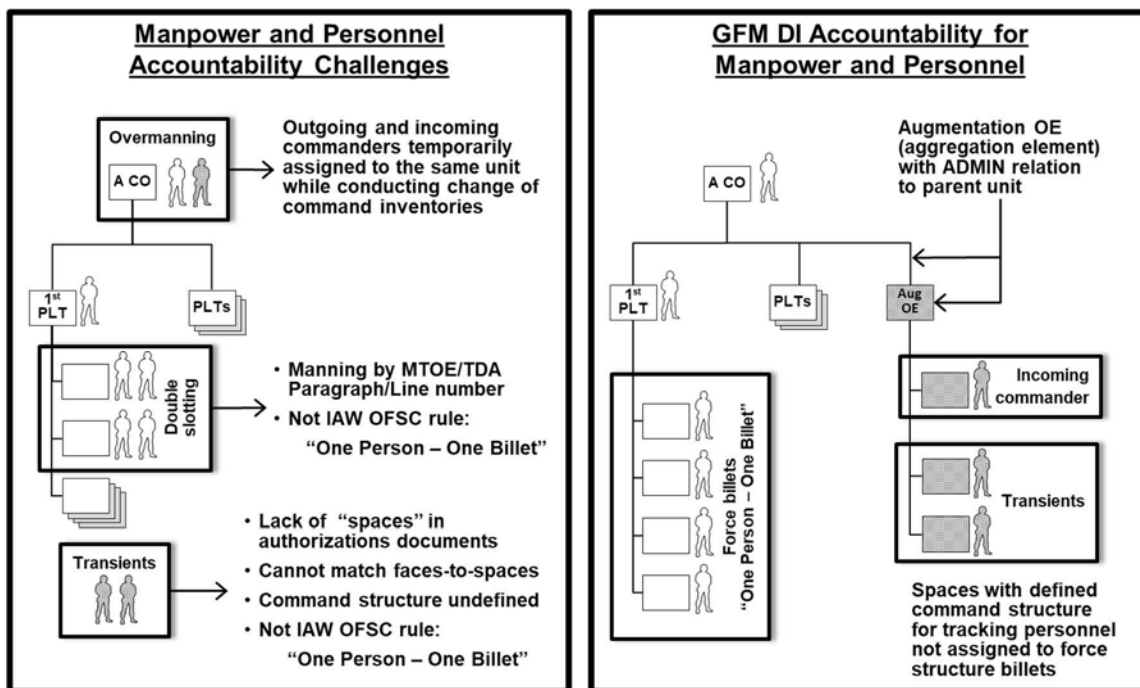 Manpower and Personnel
Accountability Challenges
Overmanning
A CO
Outgoing and incoming
commanders temporarily
assigned to the same unit
while conducting change of
command inventories
1st
PLT
PLTs
Double
slotting
• Manning by MTOE/TDA
Paragraph/Line number
• Not IAW OFSC rule:
“One Person – One Billet”
Transients
• Lack of “spaces” in
authorizations documents
• Cannot match faces-to-spaces
• Command structure undefined
• Not IAW OFSC rule:
“One Person – One Billet”
GFM DI Accountability for
Manpower and Personnel
Augmentation OE
(aggregation element)
with ADMIN relation
to parent unit
A CO
1st
PLT
PLTs
Aug
OE
Force billets
“One Person – One Billet”
Incoming
commander
Transients
Spaces with defined
command structure
for tracking personnel
not assigned to force
structure billets